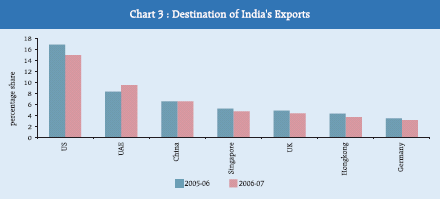 Chart 3 : Destination of India's Exports
percentage share
18
16
14
12
10
8
6
4
2
0
US
UAE
China
Singapore
UK
Hongkong
Germany
2005-06
2006-07